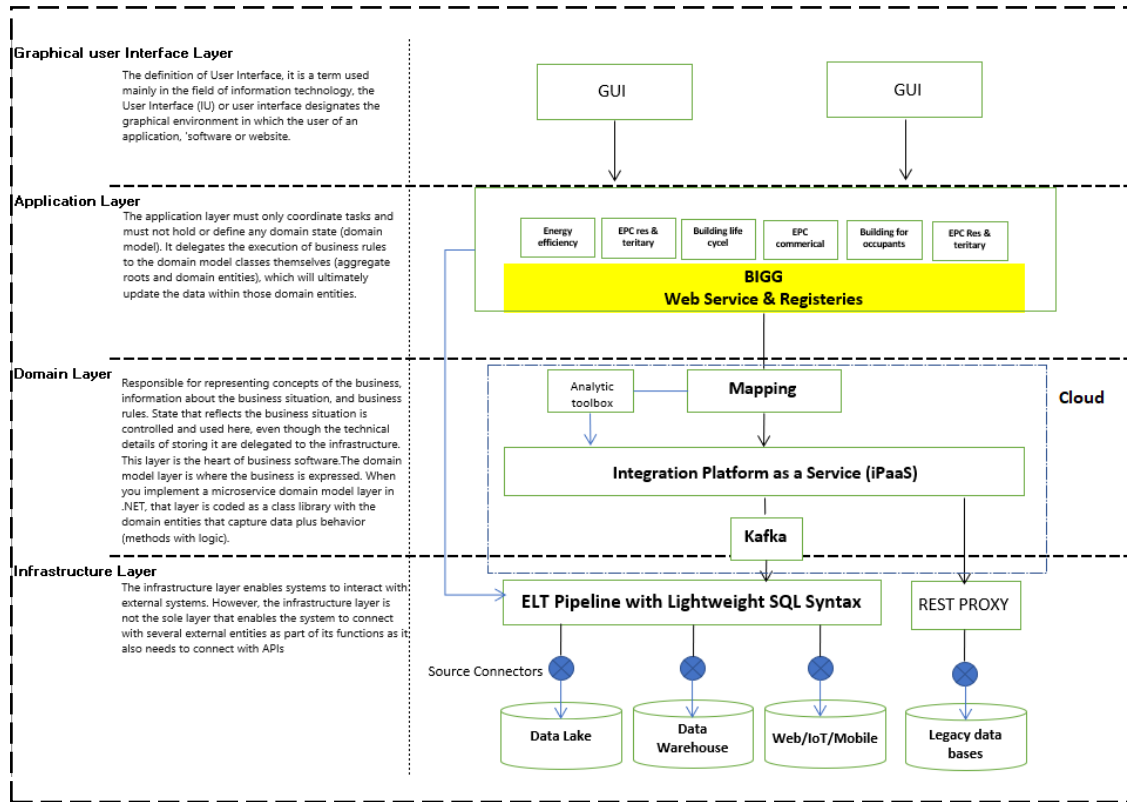 Graphical user Interface Layer
The definition of User Interface, it is a term used
mainly in the field of information technology, the
User Interface (IU) or user interface designates the
graphical environment in which the user of an
application, 'software or website.
GUI
GUI
Application Layer
The application layer must only coordinate tasks and
must not hold or define any domain state (domain
model). It delegates the execution of business rules
to the domain model classes themselves (aggregate
roots and domain entities), which will ultimately
update the data within those domain entities.
Energy
efficiency
EPC res &
teritary
Building life
cycel
EPC
commerical
Building for
occupants
EPC Res &
teritary
BIGG
Web Service & Registeries
Domain Layer
Responsible for representing concepts of the business,
information about the business situation, and business
rules. State that reflects the business situation is
controlled and used here, even though the technical
details of storing it are delegated to the infrastructure.
This layer is the heart of business software.The domain
model layer is where the business is expressed. When
you implement a microservice domain model layer in
.NET, that layer is coded as a class library with the
domain entities that capture data plus behavior
(methods with logic).
Analytic
toolbox
Mapping
Cloud
Integration Platform as a Service (iPaaS)
Kafka
Infrastructure Layer
The infrastructure layer enables systems to interact with
external systems. However, the infrastructure layer is
not the sole layer that enables the system to connect
with several external entities as part of its functions as it
also needs to connect with APIs
ELT Pipeline with Lightweight SQL Syntax
REST PROXY
Source Connectors
Data Lake
Data
Warehouse
Web/IoT/Mobile
Legacy data
bases